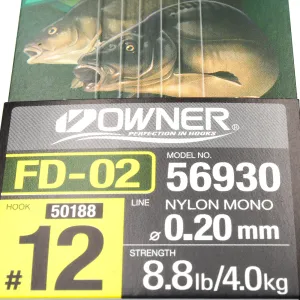 OWNER®
PERFECTION IN HOOKS
FD-02
MODEL NO.
56930
HOOK
50188
#12
LINE
NYLON MONO
ø0.20 mm
STRENGTH
8.8lb/4.0kg